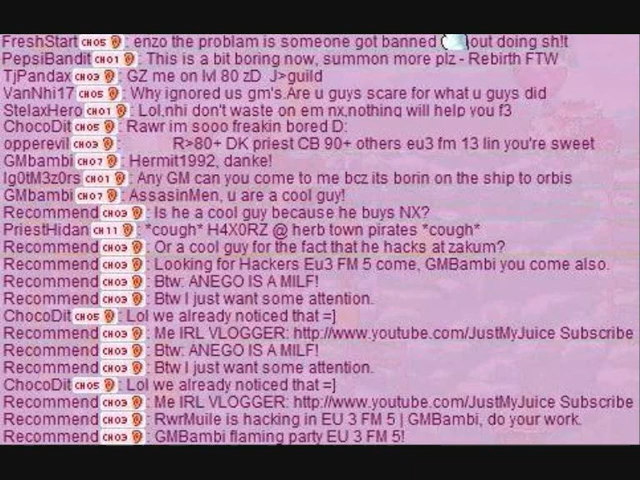 FreshStart CH05 : enzo the problam is someone got banned out doing sh!t
PepsiBandit CH01 : This is a bit boring now, summon more plz - Rebirth FTW
TjPandax CH03 : GZ me on lvl 80 zD J>guild
VanNhi17 CH05 : Why ignored us gm's.Are u guys scare for what u guys did
StelaxHero CH01 : Lol,nhi don't waste on em nx,nothing will help you f3
ChocoDit CH05 : Rawr im sooo freakin bored D:
opperevil CH03 : R>80+ DK priest CB 90+ others eu3 fm 13 lin you're sweet
GMbambi CH07 : Hermit1992, danke!
Ig0tM3z0rs CH01 : Any GM can you come to me bcz its borin on the ship to orbis
GMbambi CH07 : AssasinMen, u are a cool guy!
Recommend CH03 : Is he a cool guy because he buys NX?
PriestHidan CH11 : *cough* H4X0RZ @ herb town pirates *cough*
Recommend CH03 : Or a cool guy for the fact that he hacks at zakum?
Recommend CH03 : Looking for Hackers Eu3 FM 5 come, GMBambi you come also.
Recommend CH03 : Btw: ANEGO IS A MILF!
Recommend CH03 : Btw I just want some attention.
ChocoDit CH05 : Lol we already noticed that =]
Recommend CH03 : Me IRL VLOGGER: http://www.youtube.com/JustMyJuice Subscribe
Recommend CH03 : Btw: ANEGO IS A MILF!
Recommend CH03 : Btw I just want some attention.
ChocoDit CH05 : Lol we already noticed that =]
Recommend CH03 : Me IRL VLOGGER: http://www.youtube.com/JustMyJuice Subscribe
Recommend CH03 : RwrMuile is hacking in EU 3 FM 5 | GMBambi, do your work.
Recommend CH03 : GMBambi flaming party EU 3 FM 5!